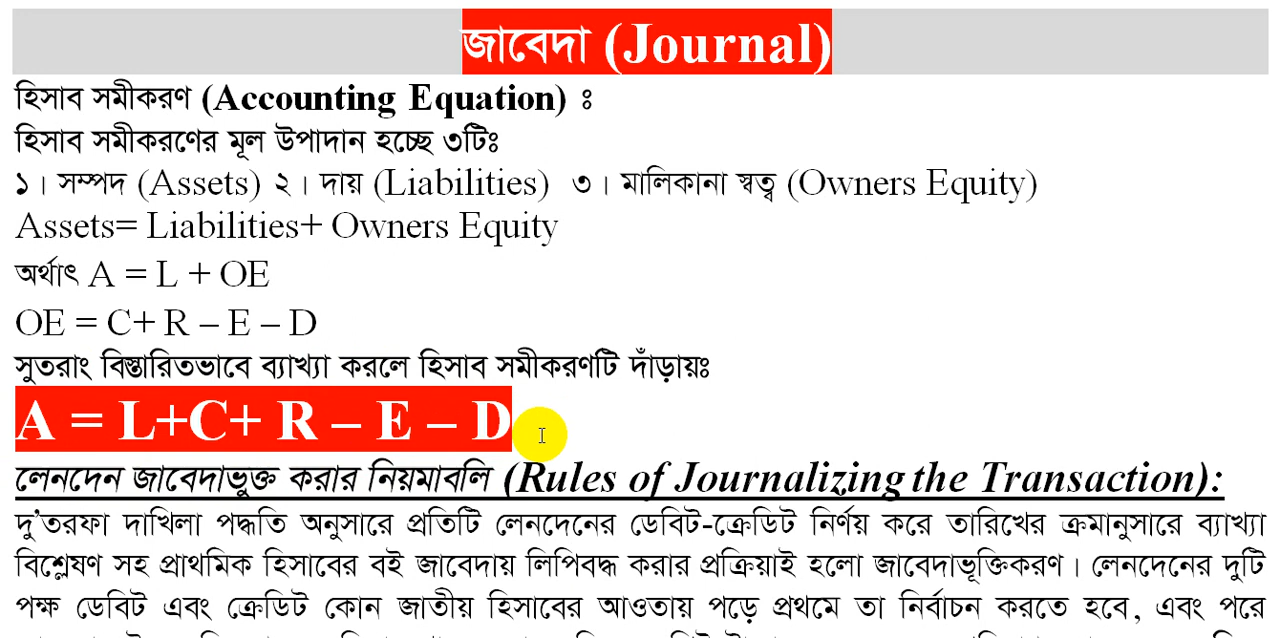 জাবেদা (Journal)
হিসাব সমীকরণ (Accounting Equation) ঃ
হিসাব সমীকরণের মূল উপাদান হচ্ছে ৩টিঃ
১। সম্পদ (Assets) ২। দায় (Liabilities) ৩। মালিকানা স্বত্ব (Owners Equity)
Assets= Liabilities+ Owners Equity
অর্থাৎ A = L + OE
OE = C+ R – E – D
সুতরাং বিস্তারিতভাবে ব্যাখ্যা করলে হিসাব সমীকরণটি দাঁড়ায়ঃ
A = L+C+ R – E – D
লেনদেন জাবেদাভুক্ত করার নিয়মাবলি (Rules of Journalizing the Transaction):
দু’তরফা দাখিলা পদ্ধতি অনুসারে প্রতিটি লেনদেনের ডেবিট-ক্রেডিট নির্ণয় করে তারিখের ক্রমানুসারে ব্যাখ্যা
বিশ্লেষণ সহ প্রাথমিক হিসাবের বই জাবেদায় লিপিবদ্ধ করার প্রক্রিয়াই হলো জাবেদাভূক্তিকরণ। লেনদেনের দুটি
পক্ষ ডেবিট এবং ক্রেডিট কোন জাতীয় হিসাবের আওতায় পড়ে প্রথমে তা নির্বাচন করতে হবে, এবং পরে